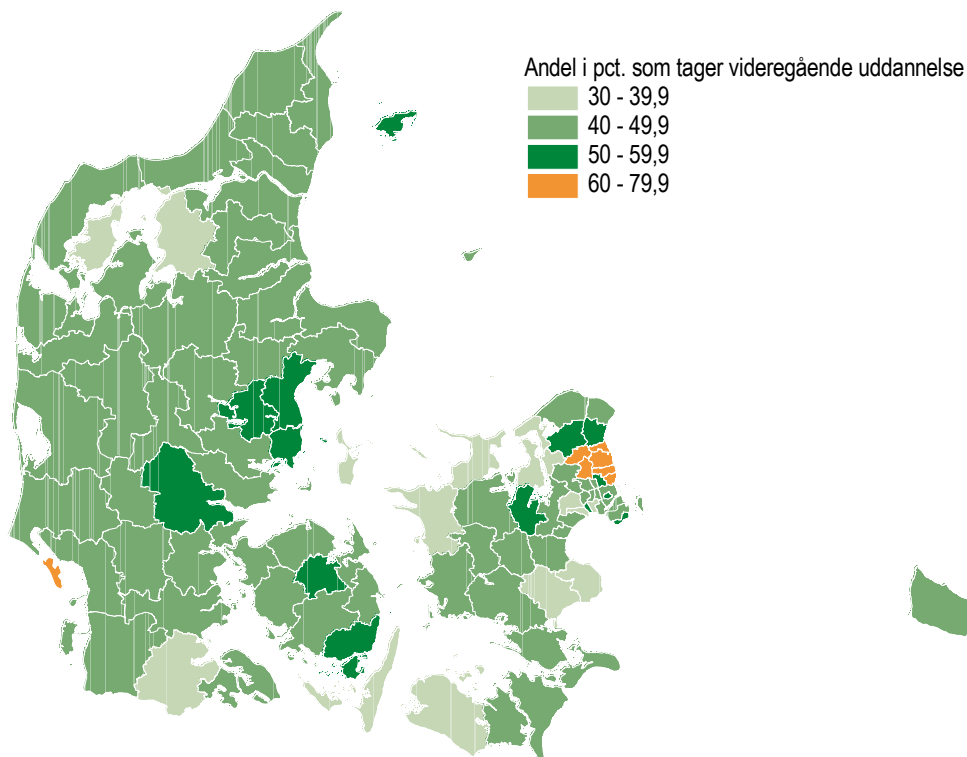 Andel i pct. som tager videregående uddannelse
30 - 39,9
40 - 49,9
50 - 59,9
60 - 79,9